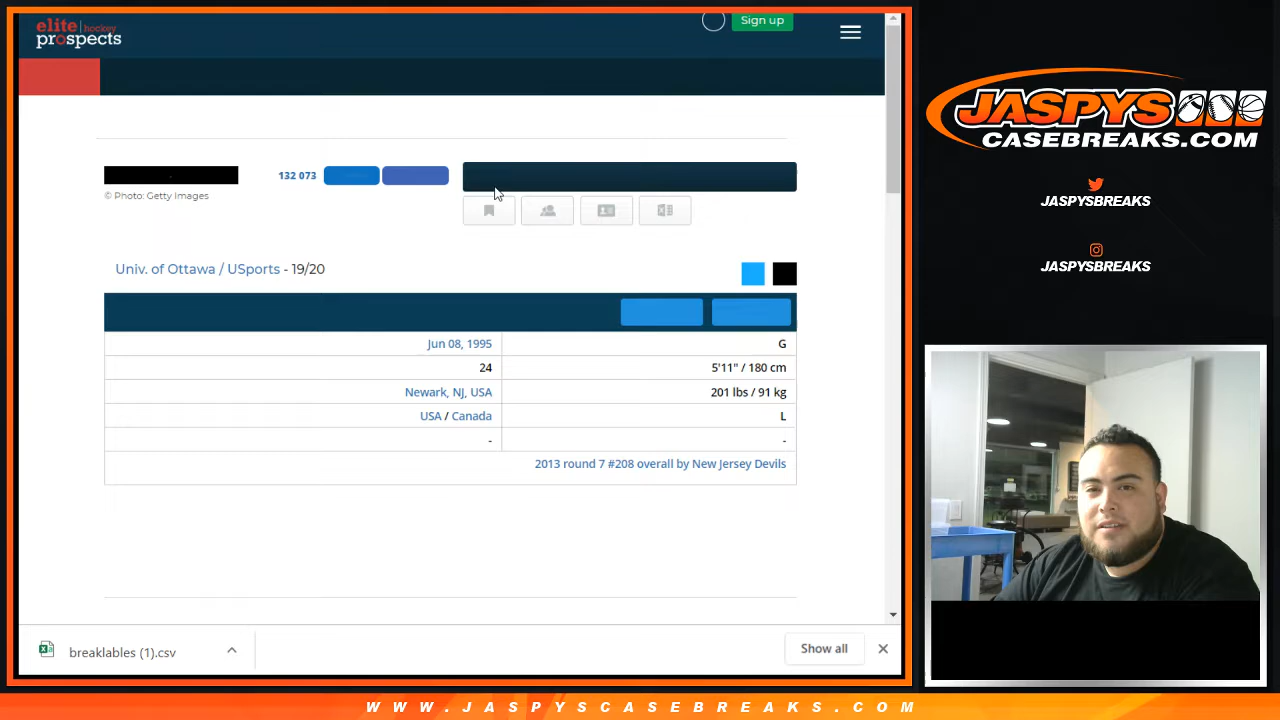 elite hockey
prospects
Sign up
132 073
© Photo: Getty Images
Univ. of Ottawa / USports - 19/20
Jun 08, 1995 G
24 5'11" / 180 cm
Newark, NJ, USA 201 lbs / 91 kg
USA / Canada L
- -
2013 round 7 #208 overall by New Jersey Devils
breaklables (1).csv
Show all
JASPYS
CASEBREAKS.COM
JASPYSBREAKS
JASPYSBREAKS
WWW.JASPYSCASEBREAKS.COM